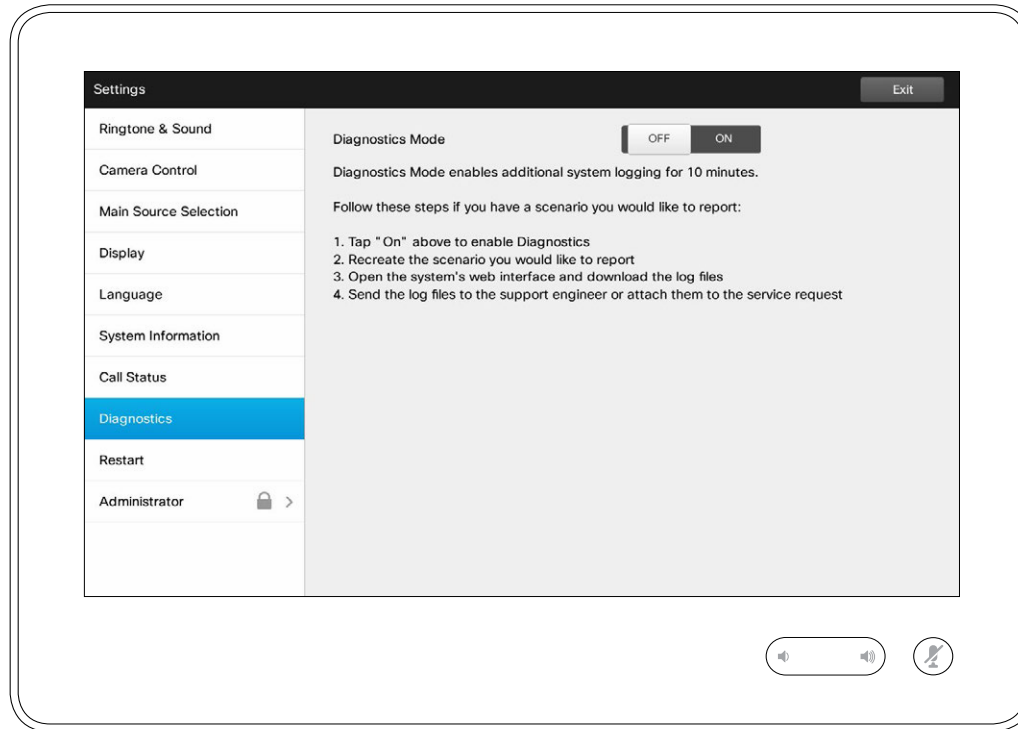 Settings
Exit
Ringtone & Sound
Camera Control
Main Source Selection
Display
Language
System Information
Call Status
Diagnostics
Restart
Administrator
Diagnostics Mode
OFF
ON
Diagnostics Mode enables additional system logging for 10 minutes.
Follow these steps if you have a scenario you would like to report:
1. Tap "On" above to enable Diagnostics
2. Recreate the scenario you would like to report
3. Open the system's web interface and download the log files
4. Send the log files to the support engineer or attach them to the service request